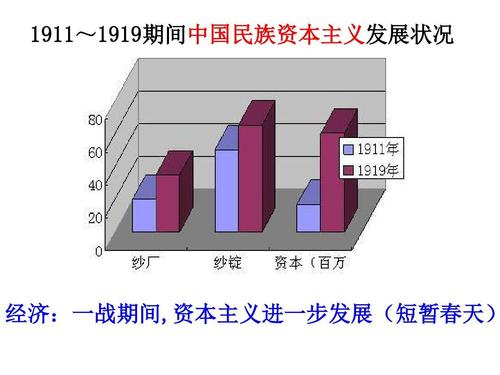 1911～1919期间中国民族资本主义发展状况
80
60
40
20
0
1911年
1919年
纱厂 纱锭 资本（百万
经济：一战期间,资本主义进一步发展（短暂春天）